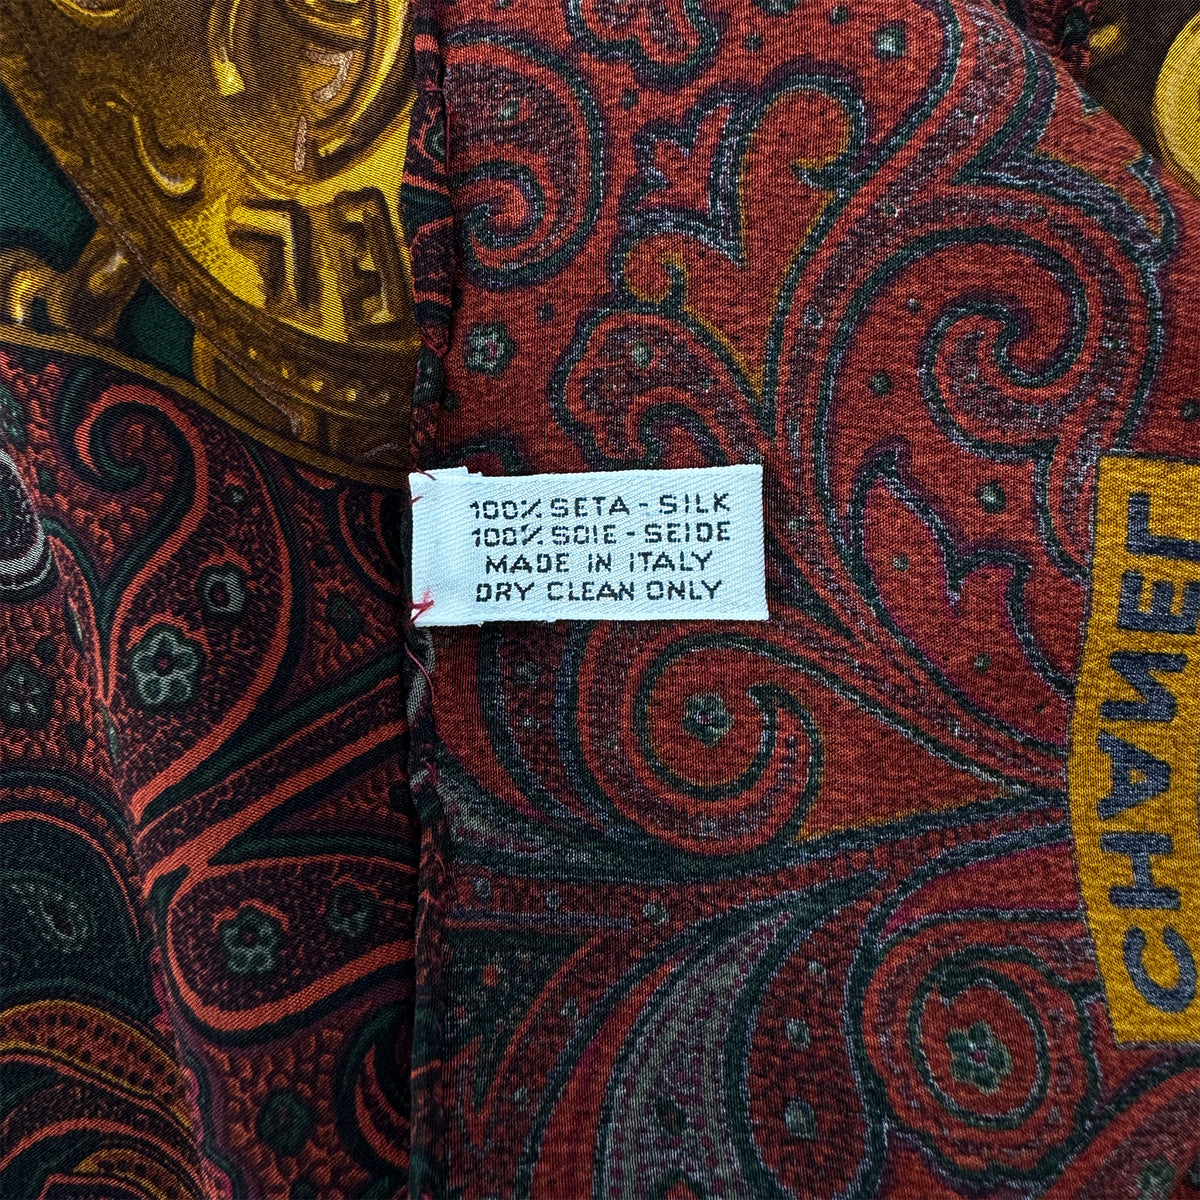 100% SETA - SILK
100% SOIE - SEIDE
MADE IN ITALY
DRY CLEAN ONLY
CHANEL